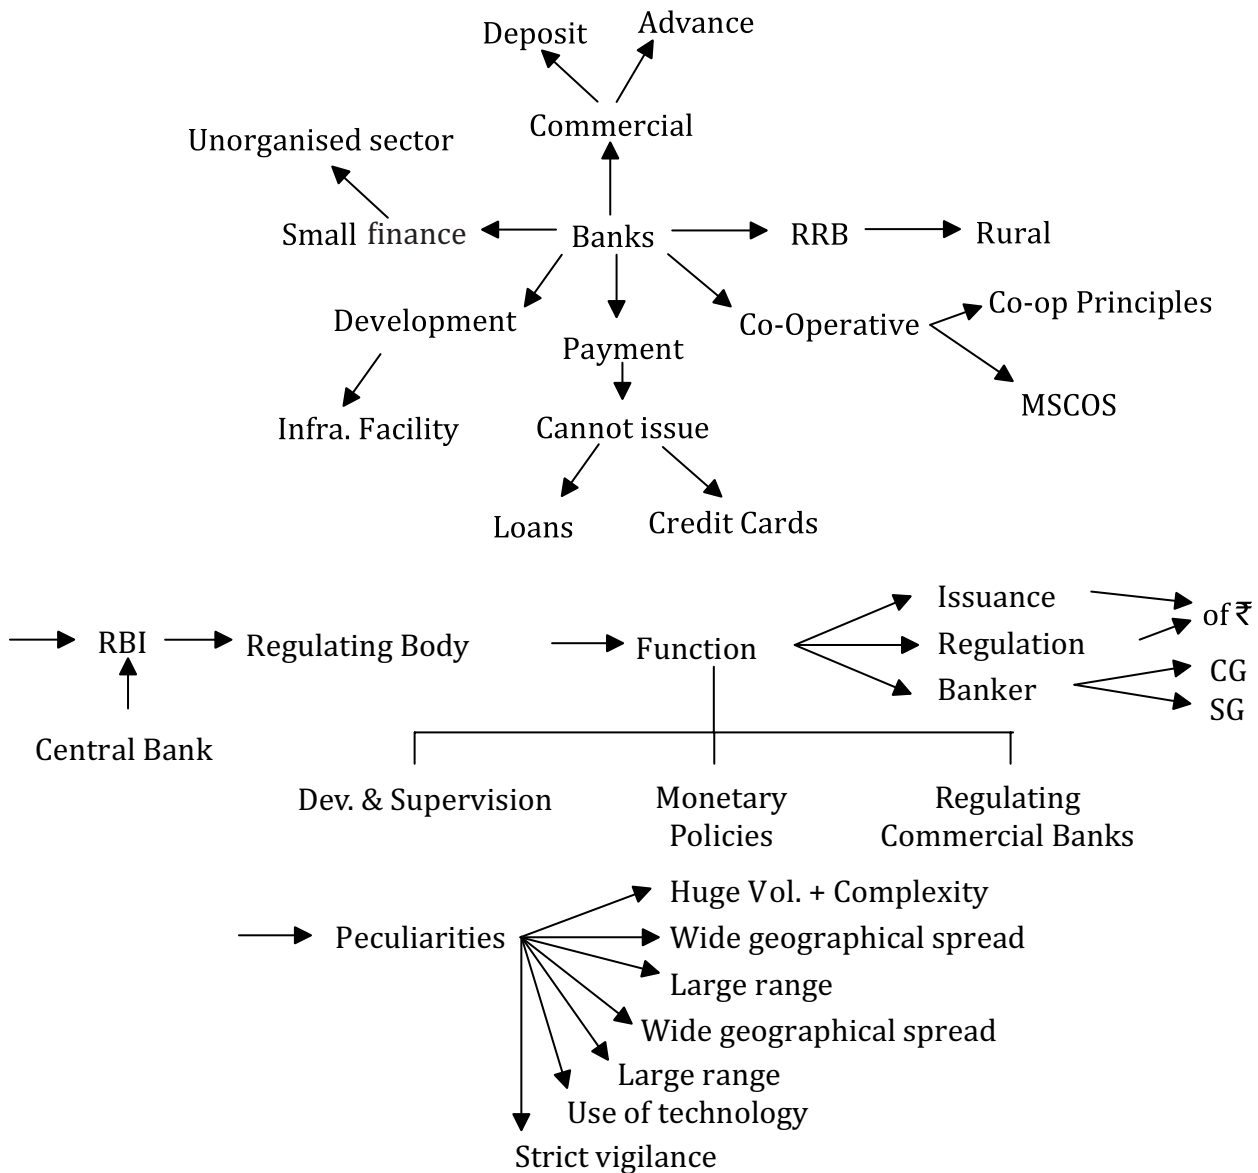 Deposit
Advance
Commercial
Unorganised sector
Small finance
Banks
RRB
Rural
Development
Payment
Co-Operative
Co-op Principles
MSCOS
Infra. Facility
Cannot issue
Loans
Credit Cards
RBI
Regulating Body
Function
Issuance
Regulation
Banker
of ₹
CG
SG
Central Bank
Dev. & Supervision
Monetary
Policies
Regulating
Commercial Banks
Peculiarities
Huge Vol. + Complexity
Wide geographical spread
Large range
Wide geographical spread
Large range
Use of technology
Strict vigilance